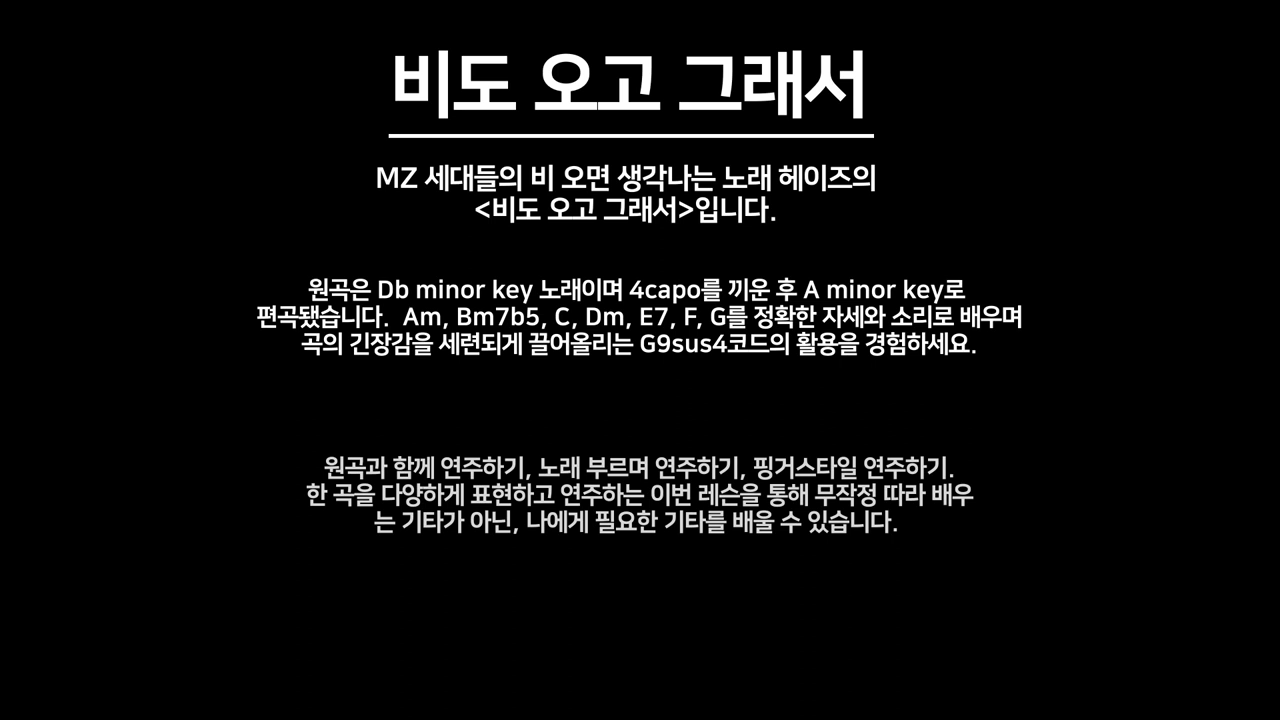 비도 오고 그래서
MZ 세대들의 비 오면 생각나는 노래 헤이즈의
<비도 오고 그래서>입니다.
원곡은 Db minor key 노래이며 4capo를 끼운 후 A minor key로
편곡됐습니다. Am, Bm7b5, C, Dm, E7, F, G를 정확한 자세와 소리로 배우며
곡의 긴장감을 세련되게 끌어올리는 G9sus4코드의 활용을 경험하세요.
원곡과 함께 연주하기, 노래 부르며 연주하기, 핑거스타일 연주하기.
한 곡을 다양하게 표현하고 연주하는 이번 레슨을 통해 무작정 따라 배우
는 기타가 아닌, 나에게 필요한 기타를 배울 수 있습니다.